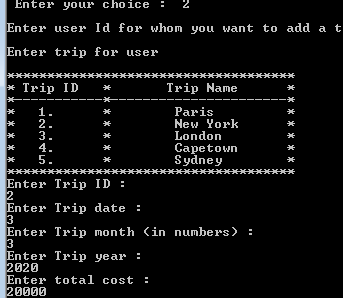 Enter your choice : 2
Enter user Id for whom you want to add a t
Enter trip for user
**********************************
* Trip ID * Trip Name *
*-----------*--------------------*
* 1. Paris *
* 2. New York *
* 3. London *
* 4. Capetown *
* 5. Sydney *
**********************************
Enter Trip ID :
2
Enter Trip date :
3
Enter Trip month (in numbers) :
3
Enter Trip year :
2020
Enter total cost :
20000